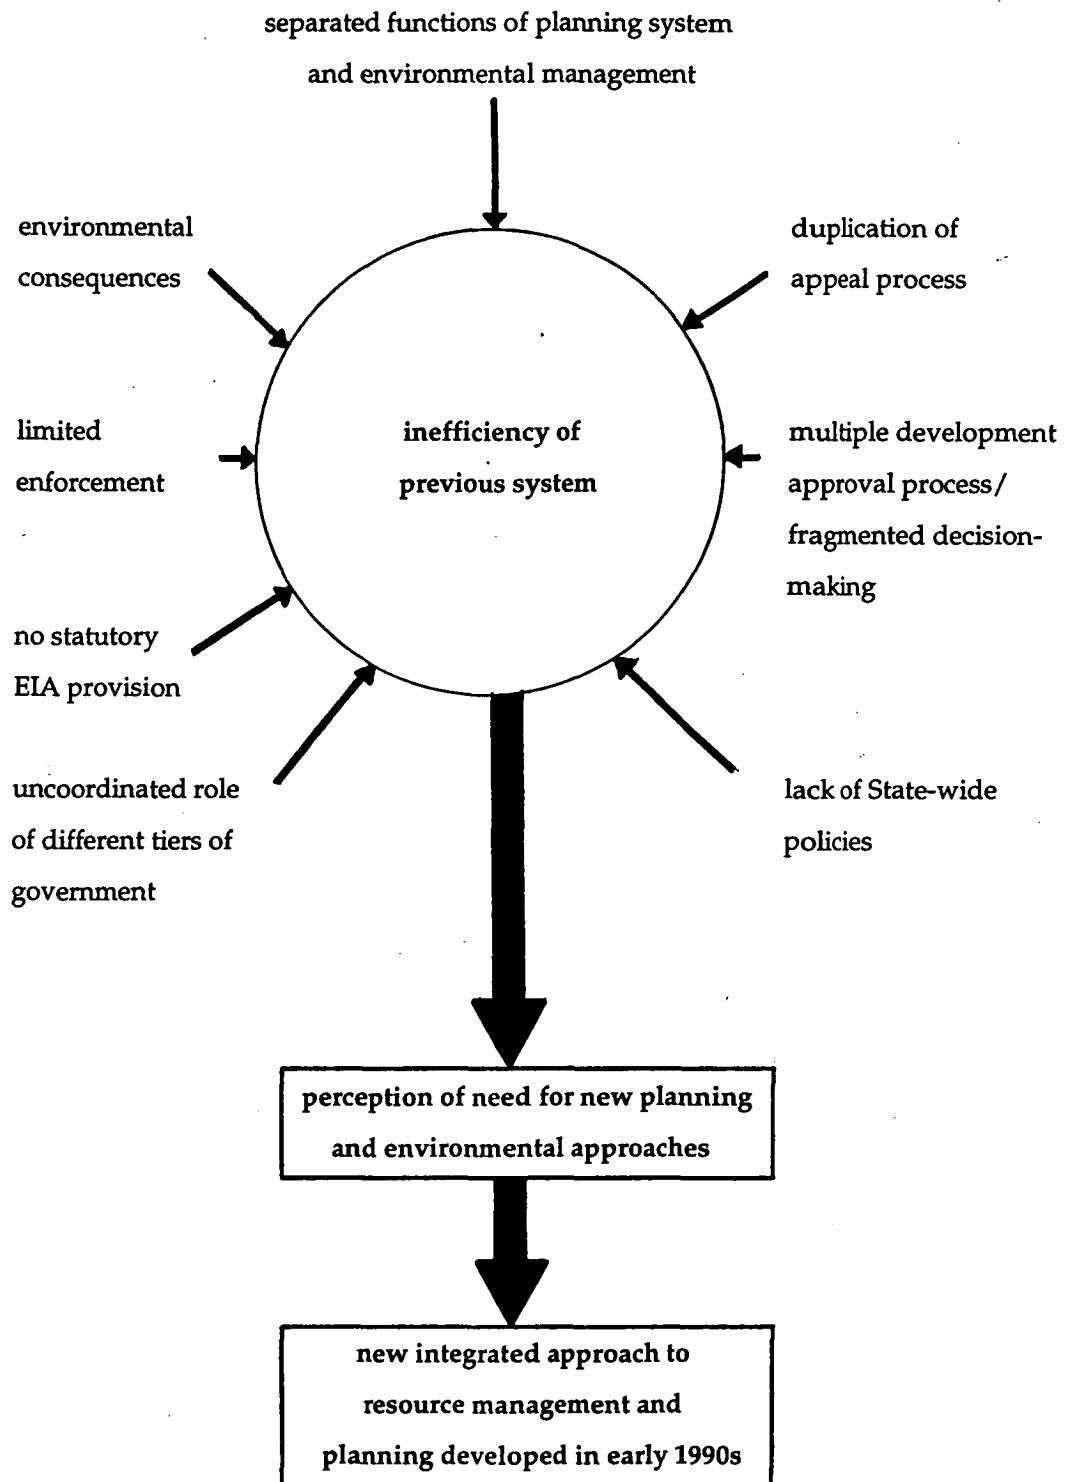 separated functions of planning system
and environmental management
environmental
consequences
duplication of
appeal process
limited
enforcement
inefficiency of
previous system
multiple development
approval process/
fragmented decision-
making
no statutory
EIA provision
uncoordinated role
of different tiers of
government
lack of State-wide
policies
perception of need for new planning
and environmental approaches
new integrated approach to
resource management and
planning developed in early 1990s